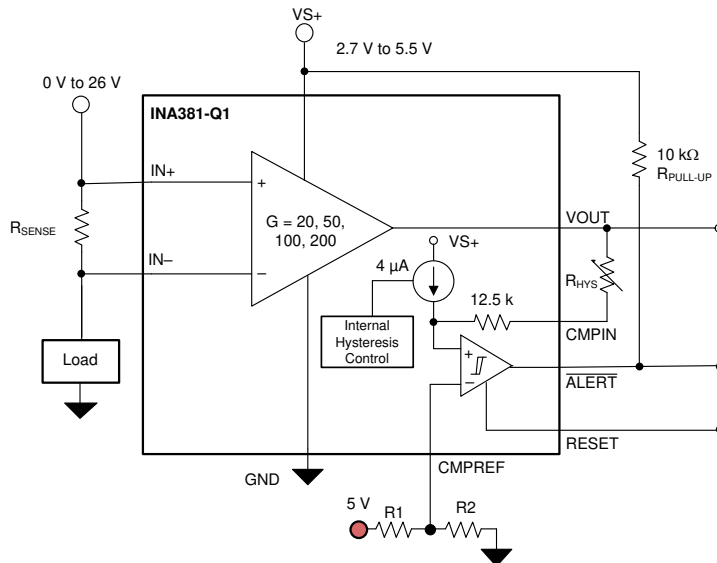 VS+
2.7 V to 5.5 V
0 V to 26 V
INA381-Q1
IN+
10 kΩ
RPULL-UP
+
G = 20, 50,
100, 200
VOUT
RSENSE
VS+
IN–
–
4 µA
RHYS
12.5 k
Internal
Hysteresis
Control
CMPIN
+
Load
–
ALERT
RESET
CMPREF
GND
5 V
R1
R2